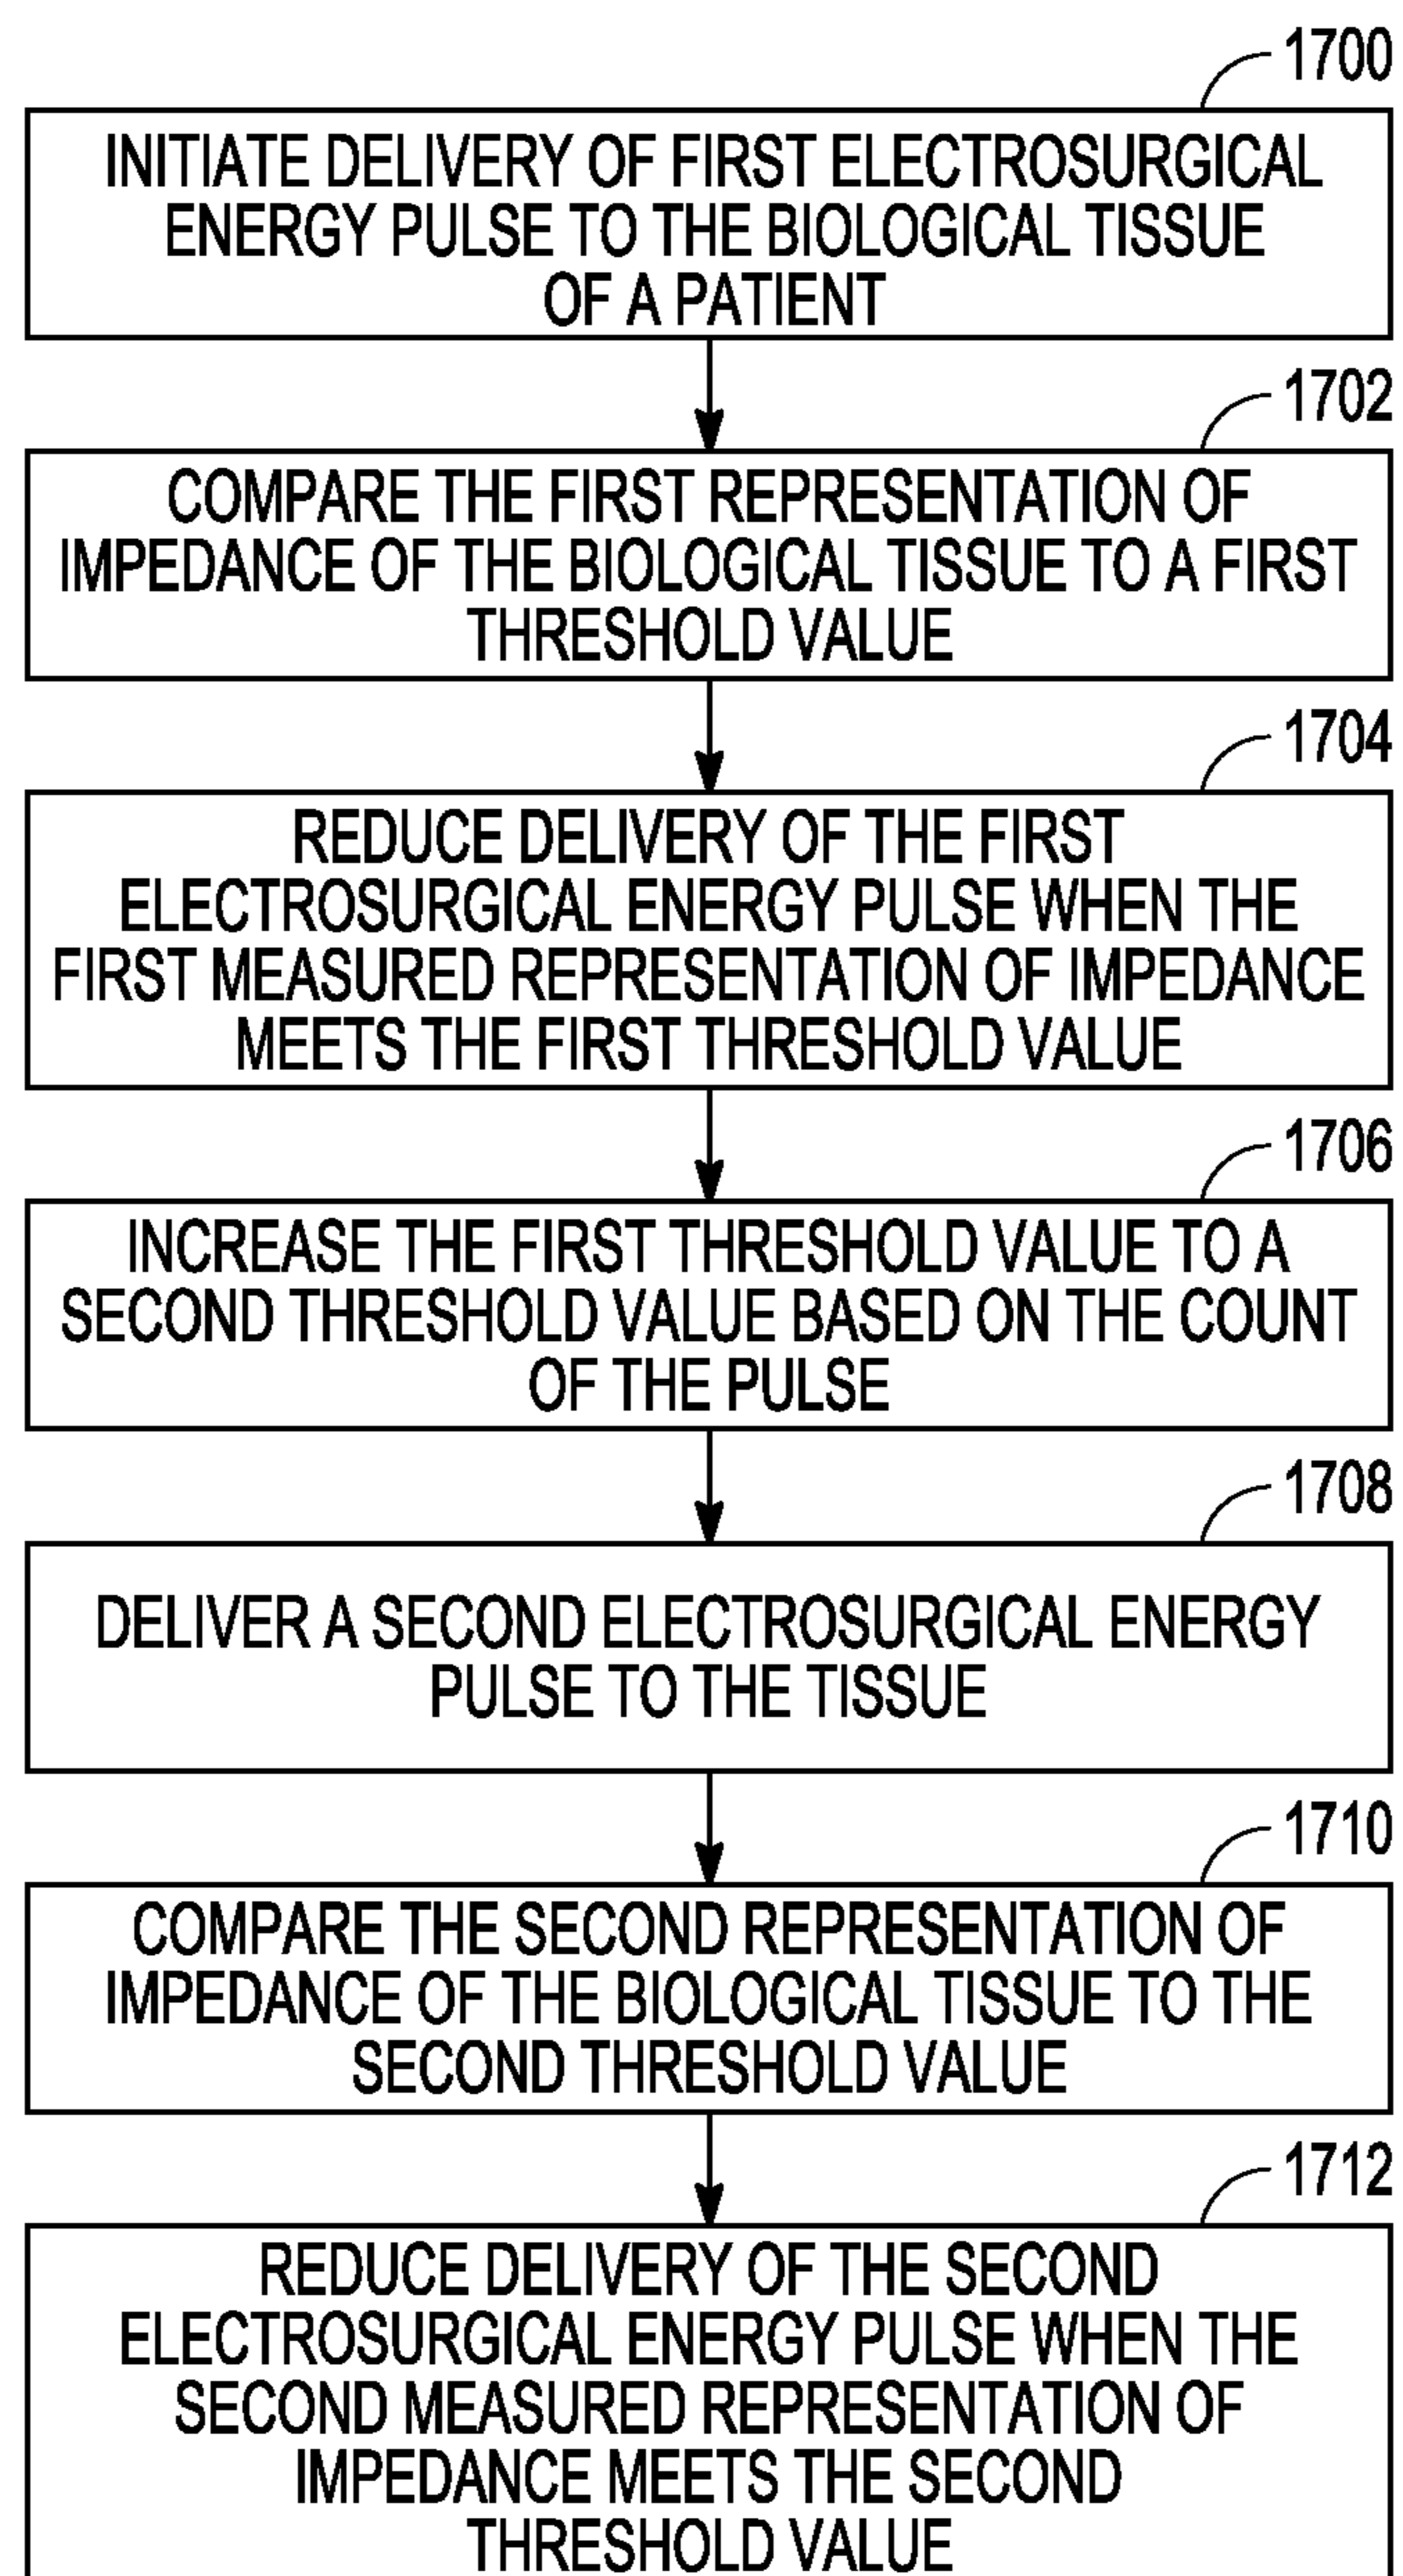 1700
INITIATE DELIVERY OF FIRST ELECTROSURGICAL
ENERGY PULSE TO THE BIOLOGICAL TISSUE
OF A PATIENT
1702
COMPARE THE FIRST REPRESENTATION OF
IMPEDANCE OF THE BIOLOGICAL TISSUE TO A FIRST
THRESHOLD VALUE
1704
REDUCE DELIVERY OF THE FIRST
ELECTROSURGICAL ENERGY PULSE WHEN THE
FIRST MEASURED REPRESENTATION OF IMPEDANCE
MEETS THE FIRST THRESHOLD VALUE
1706
INCREASE THE FIRST THRESHOLD VALUE TO A
SECOND THRESHOLD VALUE BASED ON THE COUNT
OF THE PULSE
1708
DELIVER A SECOND ELECTROSURGICAL ENERGY
PULSE TO THE TISSUE
1710
COMPARE THE SECOND REPRESENTATION OF
IMPEDANCE OF THE BIOLOGICAL TISSUE TO THE
SECOND THRESHOLD VALUE
1712
REDUCE DELIVERY OF THE SECOND
ELECTROSURGICAL ENERGY PULSE WHEN THE
SECOND MEASURED REPRESENTATION OF
IMPEDANCE MEETS THE SECOND
THRESHOLD VALUE